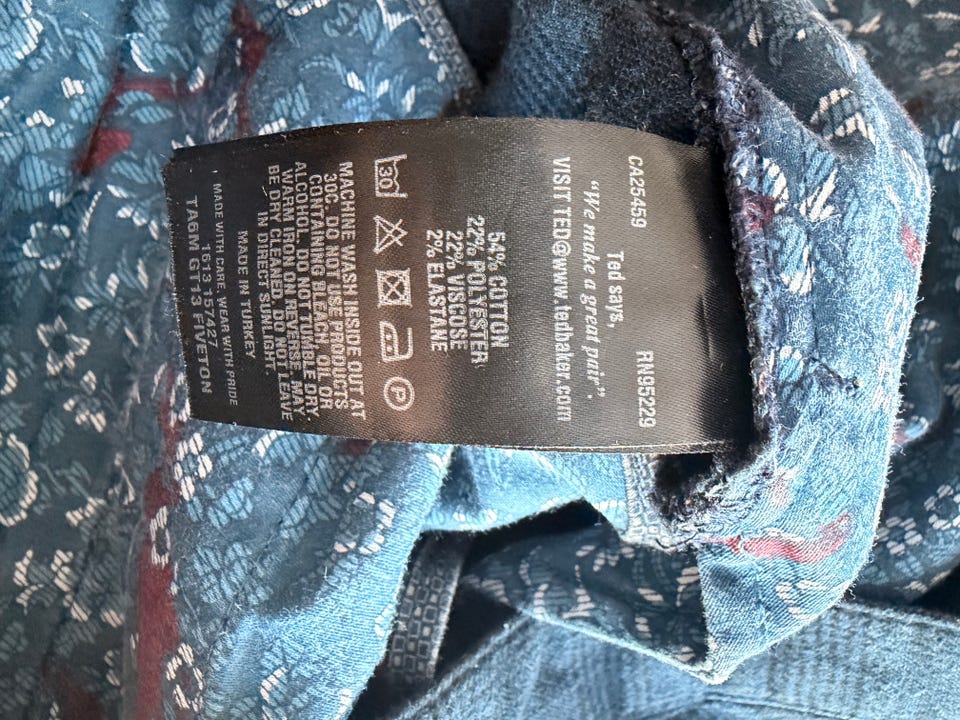 CA25459 RN95229
Ted says,
"We make a great pair".
VISIT TED@www.tedbaker.com
54% COTTON
22% POLYESTER
22% VISCOSE
2% ELASTANE
30
P
MACHINE WASH INSIDE OUT AT
30C. DO NOT USE PRODUCTS
CONTAINING BLEACH, OIL OR
ALCOHOL. DO NOT TUMBLE DRY
WARM IRON ON REVERSE. MAY
BE DRY CLEANED. DO NOT LEAVE
IN DIRECT SUNLIGHT.
MADE IN TURKEY
MADE WITH CARE, WEAR WITH PRIDE
1613 157427
TA6M GT13 FIVETON